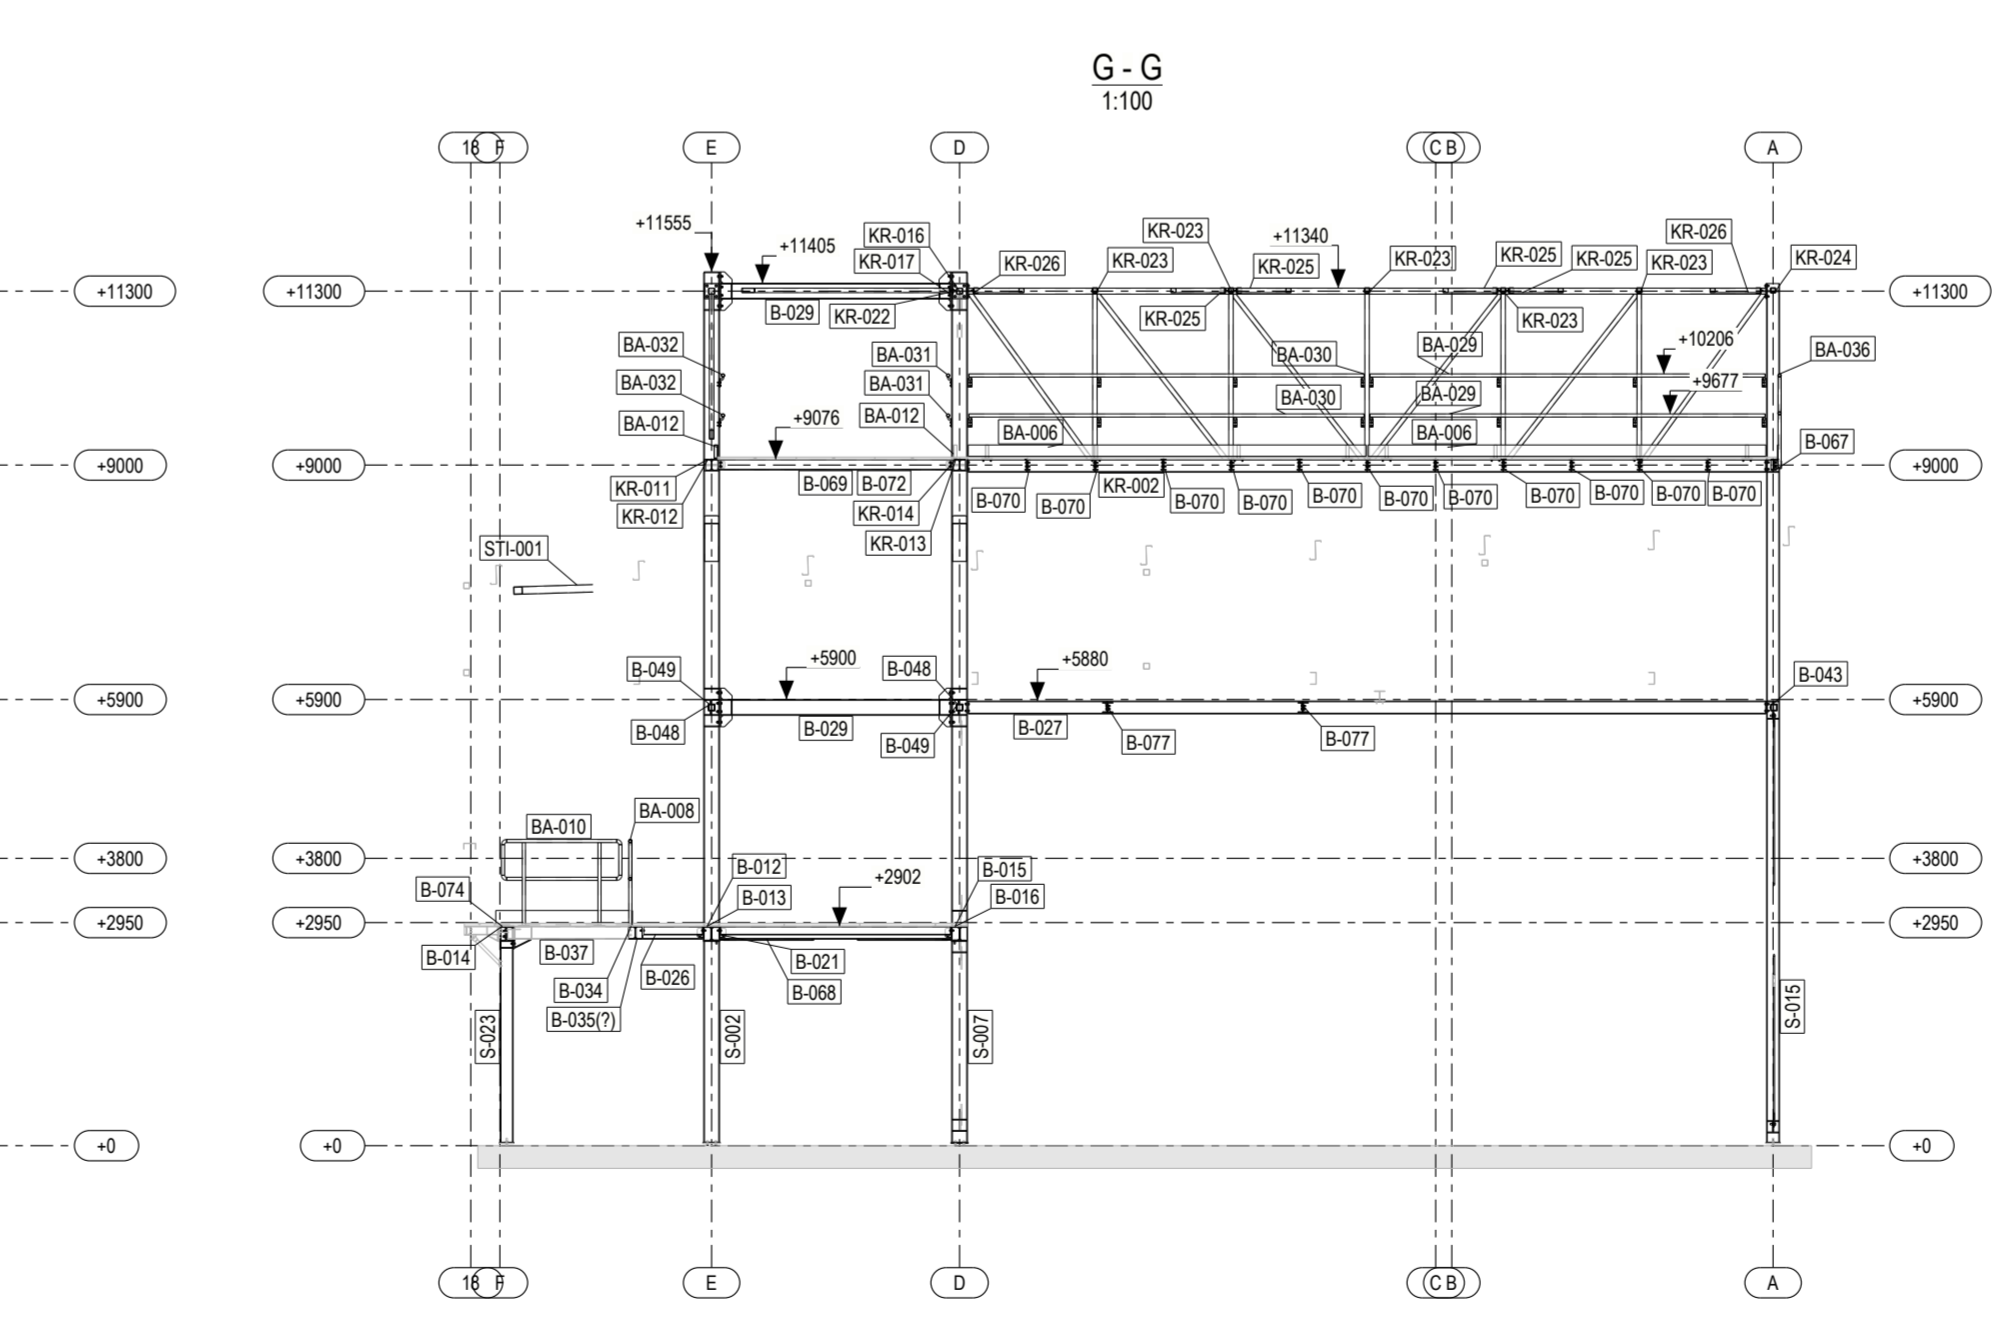 G - G
1:100
18 F E D C B A
+11555
+11405
KR-016
KR-017
KR-026
KR-023
KR-023
+11340
KR-025
KR-023
KR-025
KR-025
KR-026
KR-023
KR-024
+11300
+11300
+11300
B-029
KR-022
KR-025
KR-023
BA-032
BA-031
BA-030
BA-029
+10206
BA-036
BA-032
BA-031
BA-030
BA-029
+9677
BA-012
+9076
BA-012
BA-006
BA-006
B-067
+9000
+9000
+9000
KR-011
B-069
B-072
B-070
KR-002
B-070
B-070
B-070
B-070
B-070
B-070
B-070
B-070
B-070
B-070
KR-012
KR-014
KR-013
STI-001
B-049
+5900
B-048
+5880
B-043
+5900
+5900
+5900
B-048
B-029
B-049
B-027
B-077
B-077
BA-010
BA-008
+3800
+3800
+3800
B-074
B-012
B-013
+2902
B-015
B-016
+2950
+2950
+2950
B-014
B-037
B-034
B-035(?)
B-026
B-021
B-068
S-023
S-002
S-007
S-015
+0
+0
+0
18 F E D C B A